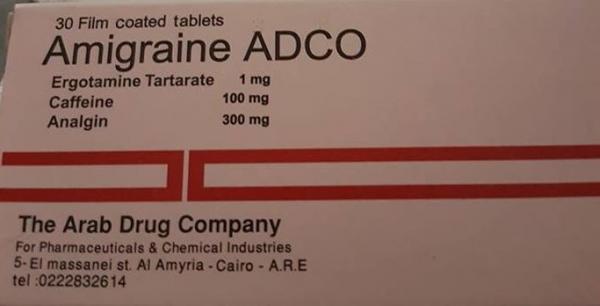 30 Film coated tablets
Amigraine ADCO
Ergotamine Tartarate 1 mg
Caffeine 100 mg
Analgin 300 mg
The Arab Drug Company
For Pharmaceuticals & Chemical Industries
5- El massanei st. Al Amyria - Cairo - A.R.E
tel :0222832614